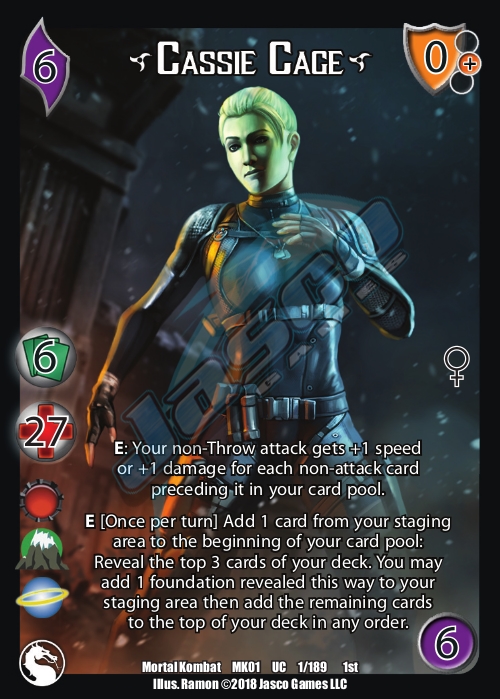 6
CASSIE CAGE
0
+
6
27
Jasco
GAMES
E: Your non-Throw attack gets +1 speed
or +1 damage for each non-attack card
preceding it in your card pool.
E [Once per turn] Add 1 card from your staging
area to the beginning of your card pool:
Reveal the top 3 cards of your deck. You may
add 1 foundation revealed this way to your
staging area then add the remaining cards
to the top of your deck in any order.
6
Mortal Kombat MK01 UC 1/189 1st
Illus. Ramon ©2018 Jasco Games LLC